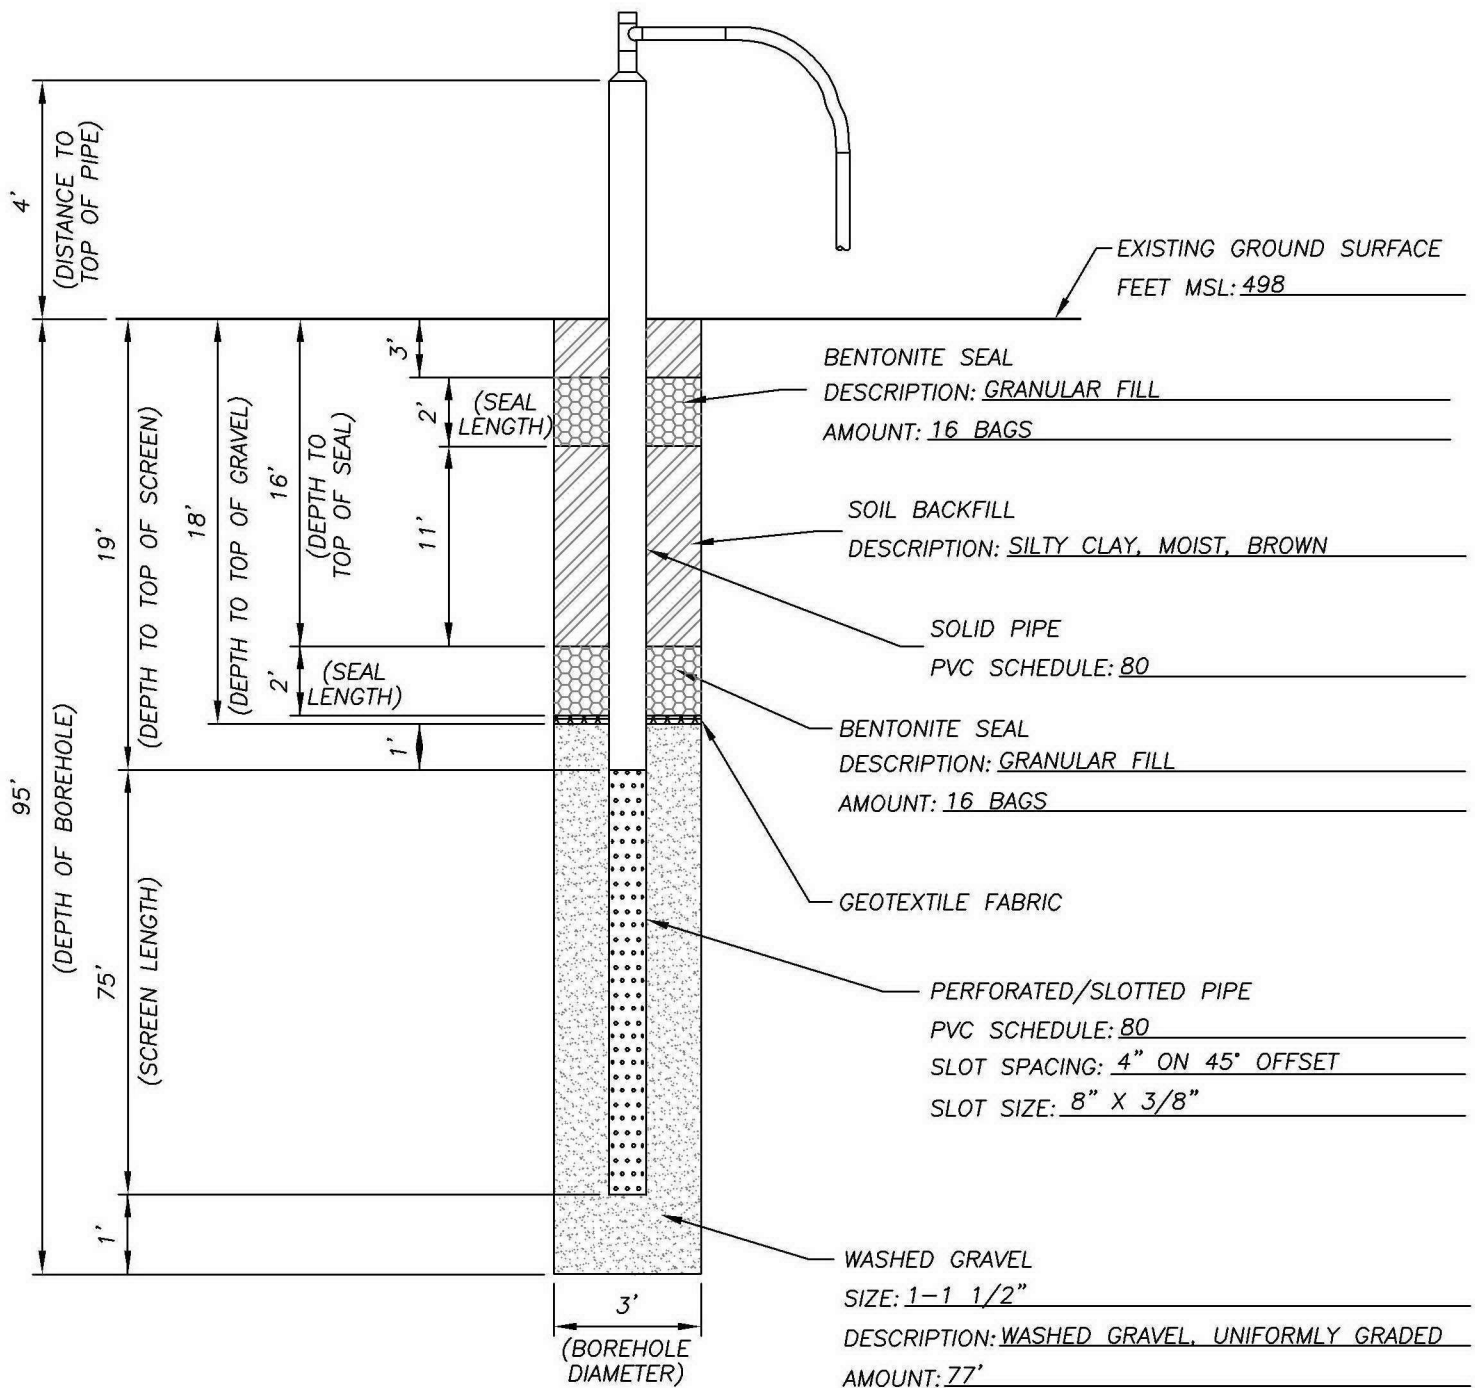 4'
(DISTANCE TO
TOP OF PIPE)
EXISTING GROUND SURFACE
FEET MSL: 498
3'
2'
(SEAL
LENGTH)
11'
16'
(DEPTH TO
TOP OF SEAL)
18'
(DEPTH TO TOP OF GRAVEL)
19'
(DEPTH TO TOP OF SCREEN)
2'
(SEAL
LENGTH)
1'
95'
(DEPTH OF BOREHOLE)
75'
(SCREEN LENGTH)
1'
3'
(BOREHOLE
DIAMETER)
BENTONITE SEAL
DESCRIPTION: GRANULAR FILL
AMOUNT: 16 BAGS
SOIL BACKFILL
DESCRIPTION: SILTY CLAY, MOIST, BROWN
SOLID PIPE
PVC SCHEDULE: 80
BENTONITE SEAL
DESCRIPTION: GRANULAR FILL
AMOUNT: 16 BAGS
GEOTEXTILE FABRIC
PERFORATED/SLOTTED PIPE
PVC SCHEDULE: 80
SLOT SPACING: 4" ON 45° OFFSET
SLOT SIZE: 8" X 3/8"
WASHED GRAVEL
SIZE: 1-1 1/2"
DESCRIPTION: WASHED GRAVEL, UNIFORMLY GRADED
AMOUNT: 77'